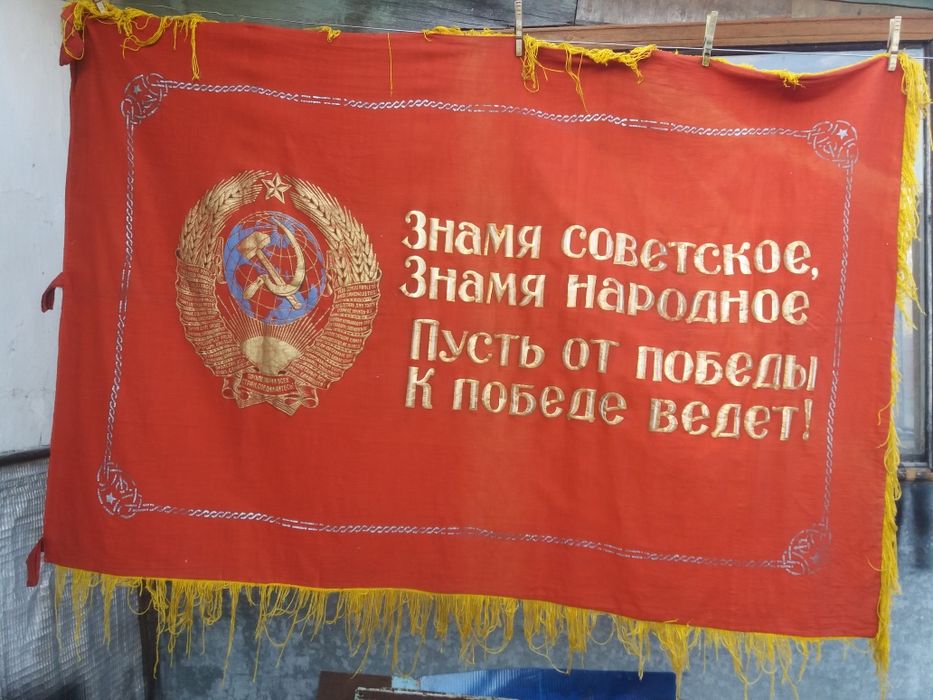 Знамя советское,
Знамя народное
Пусть от победы
К победе ведет!